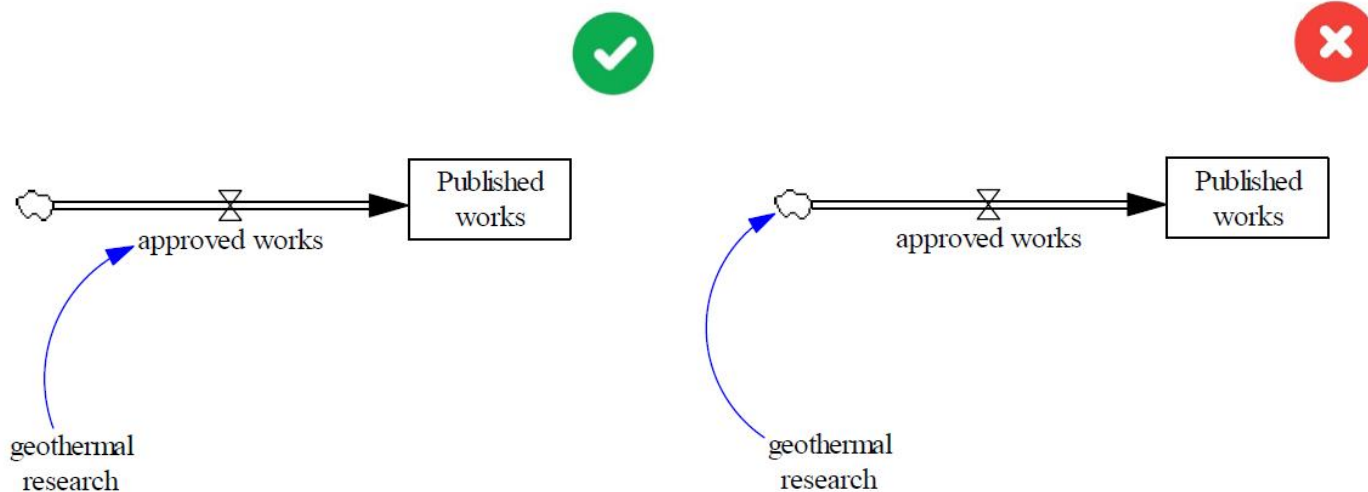 Published
works
approved works
geothermal
research
Published
works
approved works
geothermal
research